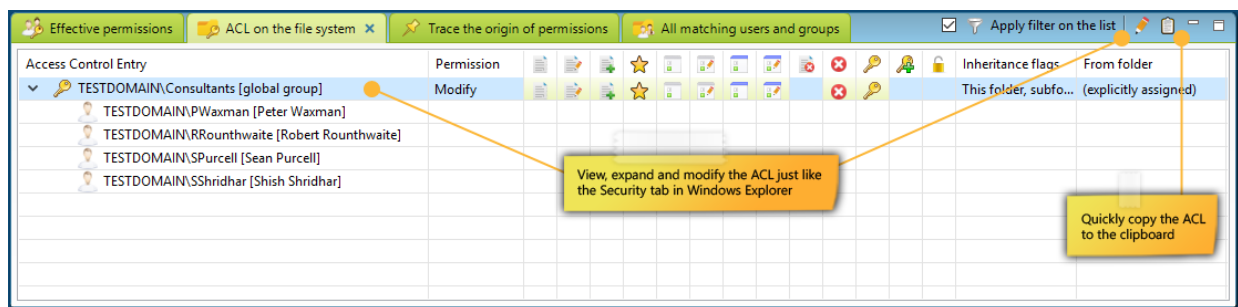 Effective permissions ACL on the file system Trace the origin of permissions All matching users and groups Apply filter on the list
Access Control Entry Permission Inheritance flags From folder
TESTDOMAIN\Consultants [global group] Modify This folder, subfo... (explicitly assigned)
TESTDOMAIN\PWaxman [Peter Waxman]
TESTDOMAIN\RRounthwaite [Robert Rounthwaite]
TESTDOMAIN\SPurcell [Sean Purcell]
TESTDOMAIN\SShridhar [Shish Shridhar]
View, expand and modify the ACL just like
the Security tab in Windows Explorer
Quickly copy the ACL
to the clipboard